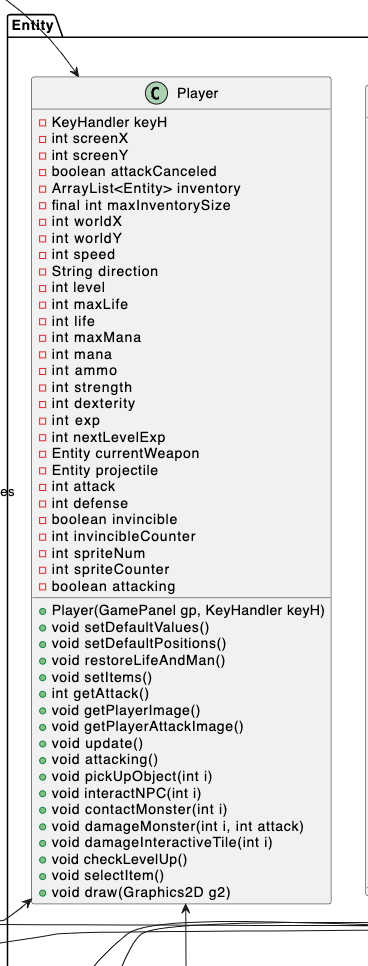 Entity
C Player
KeyHandler keyH
int screenX
int screenY
boolean attackCanceled
ArrayList<Entity> inventory
final int maxInventorySize
int worldX
int worldY
int speed
String direction
int level
int maxLife
int life
int maxMana
int mana
int ammo
int strength
int dexterity
int exp
int nextLevelExp
Entity currentWeapon
Entity projectile
int attack
es
int defense
boolean invincible
int invincibleCounter
int spriteNum
int spriteCounter
boolean attacking
Player(GamePanel gp, KeyHandler keyH)
void setDefaultValues()
void setDefaultPositions()
void restoreLifeAndMan()
void setItems()
int getAttack()
void getPlayerImage()
void getPlayerAttackImage()
void update()
void attacking()
void pickUpObject(int i)
void interactNPC(int i)
void contactMonster(int i)
void damageMonster(int i, int attack)
void damageInteractiveTile(int i)
void checkLevelUp()
void selectItem()
void draw(Graphics2D g2)